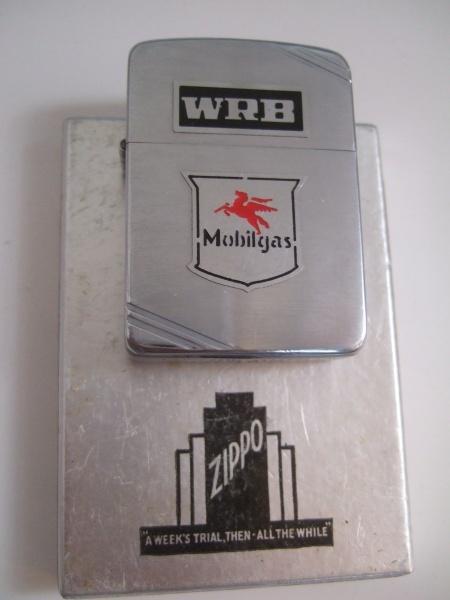 WRB
Mobilgas
ZIPPO
"A WEEK'S TRIAL, THEN - ALL THE WHILE"